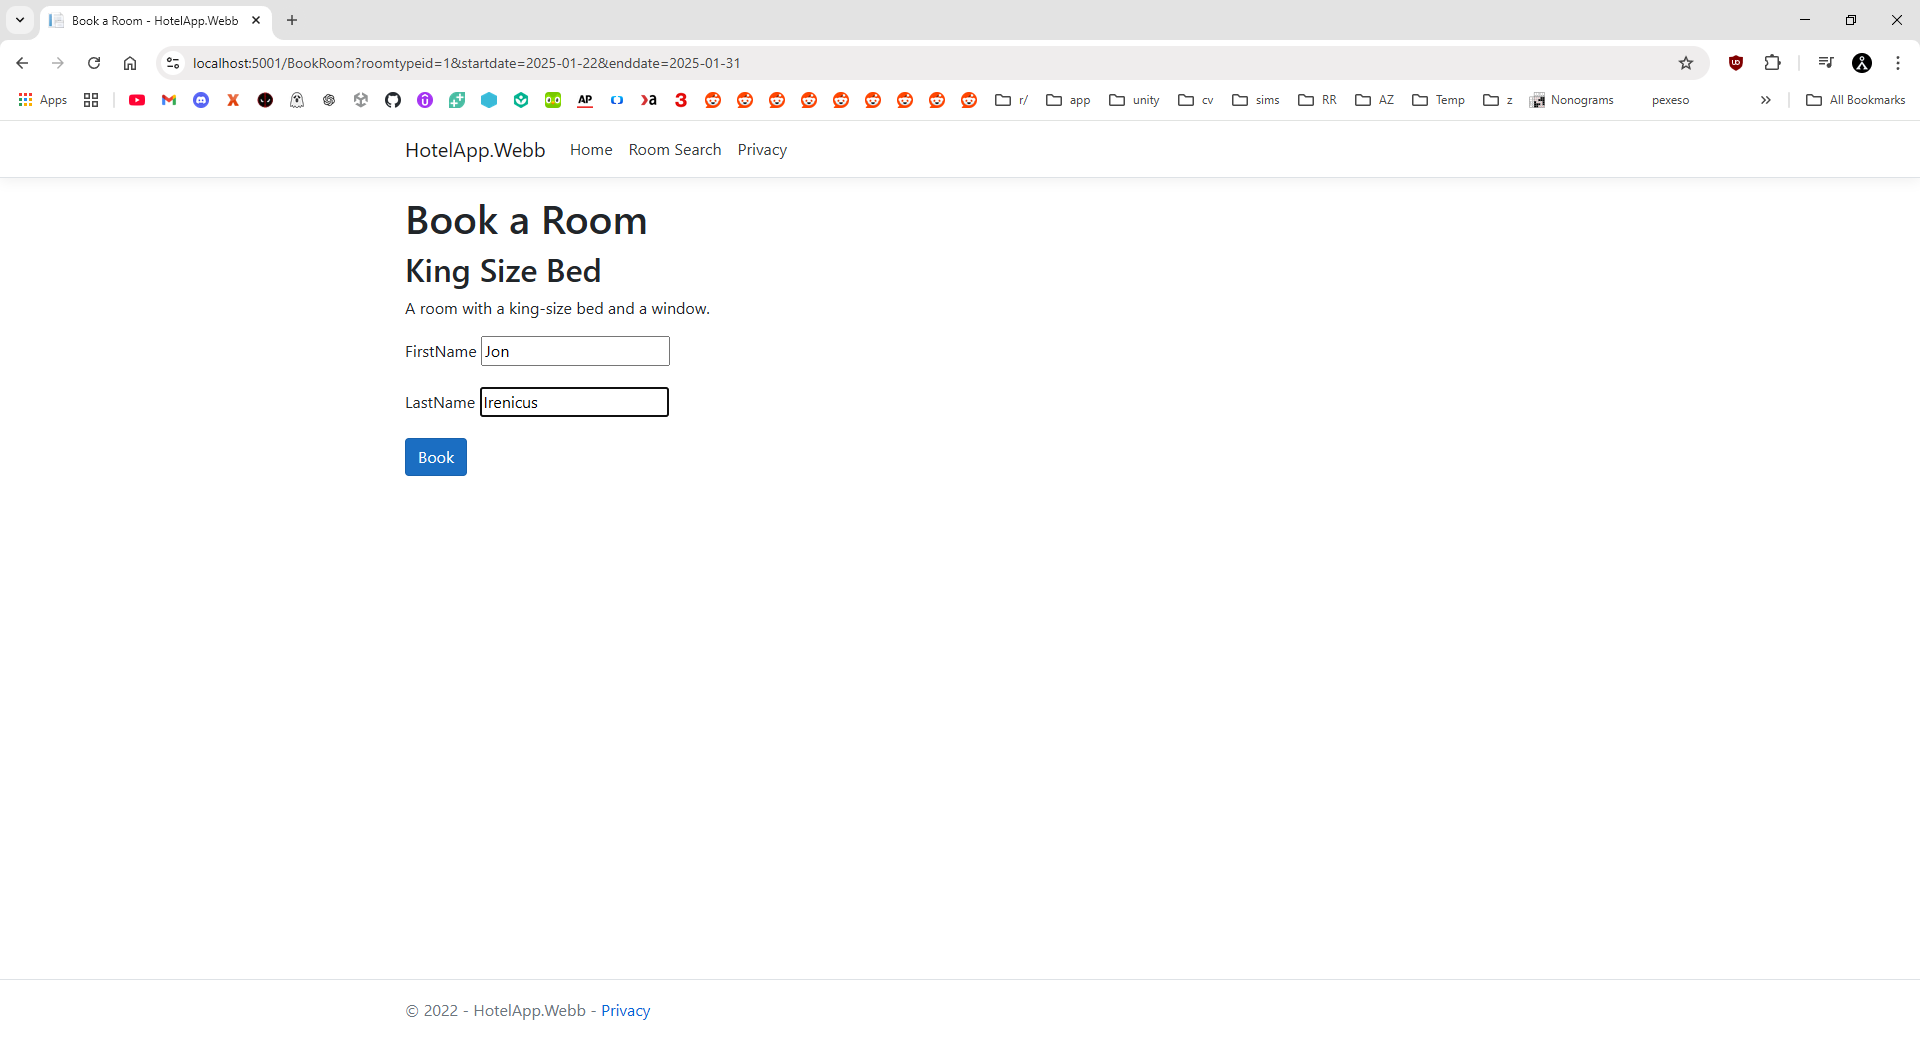 Book a Room - HotelApp.Webb
localhost:5001/BookRoom?roomtypeid=1&startdate=2025-01-22&enddate=2025-01-31
Apps AP r/ app unity cv sims RR AZ Temp z Nonograms pexeso All Bookmarks
HotelApp.Webb Home Room Search Privacy
Book a Room
King Size Bed
A room with a king-size bed and a window.
FirstName Jon
LastName Irenicus
Book
© 2022 - HotelApp.Webb - Privacy